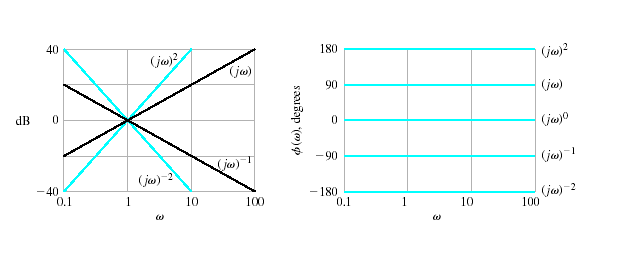 40
(jω)²
(jω)
dB
0
(jω)⁻¹
(jω)⁻²
−40
0.1
1
10
100
ω
180
(jω)²
90
(jω)
ϕ(ω), degrees
0
(jω)⁰
−90
(jω)⁻¹
−180
(jω)⁻²
0.1
1
10
100
ω